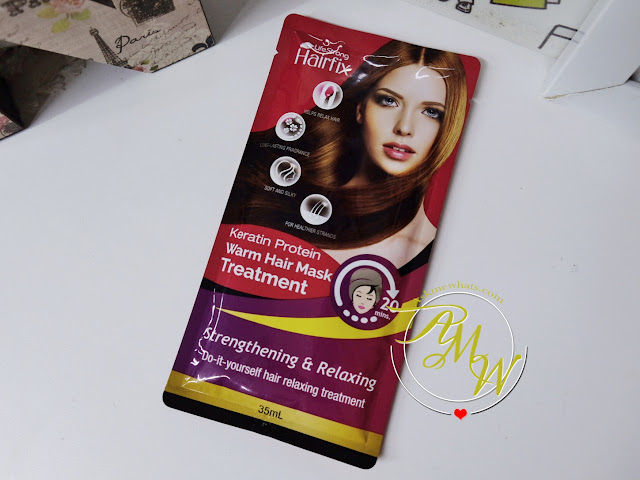 Paris
LifeStrong
Hairfix
HELPS RELAX HAIR
LONG-LASTING FRAGRANCE
SOFT AND SILKY
FOR HEALTHIER STRANDS
Keratin Protein
Warm Hair Mask
Treatment
20
mins.
Strengthening & Relaxing
Do-it-yourself hair relaxing treatment
35mL
AMW